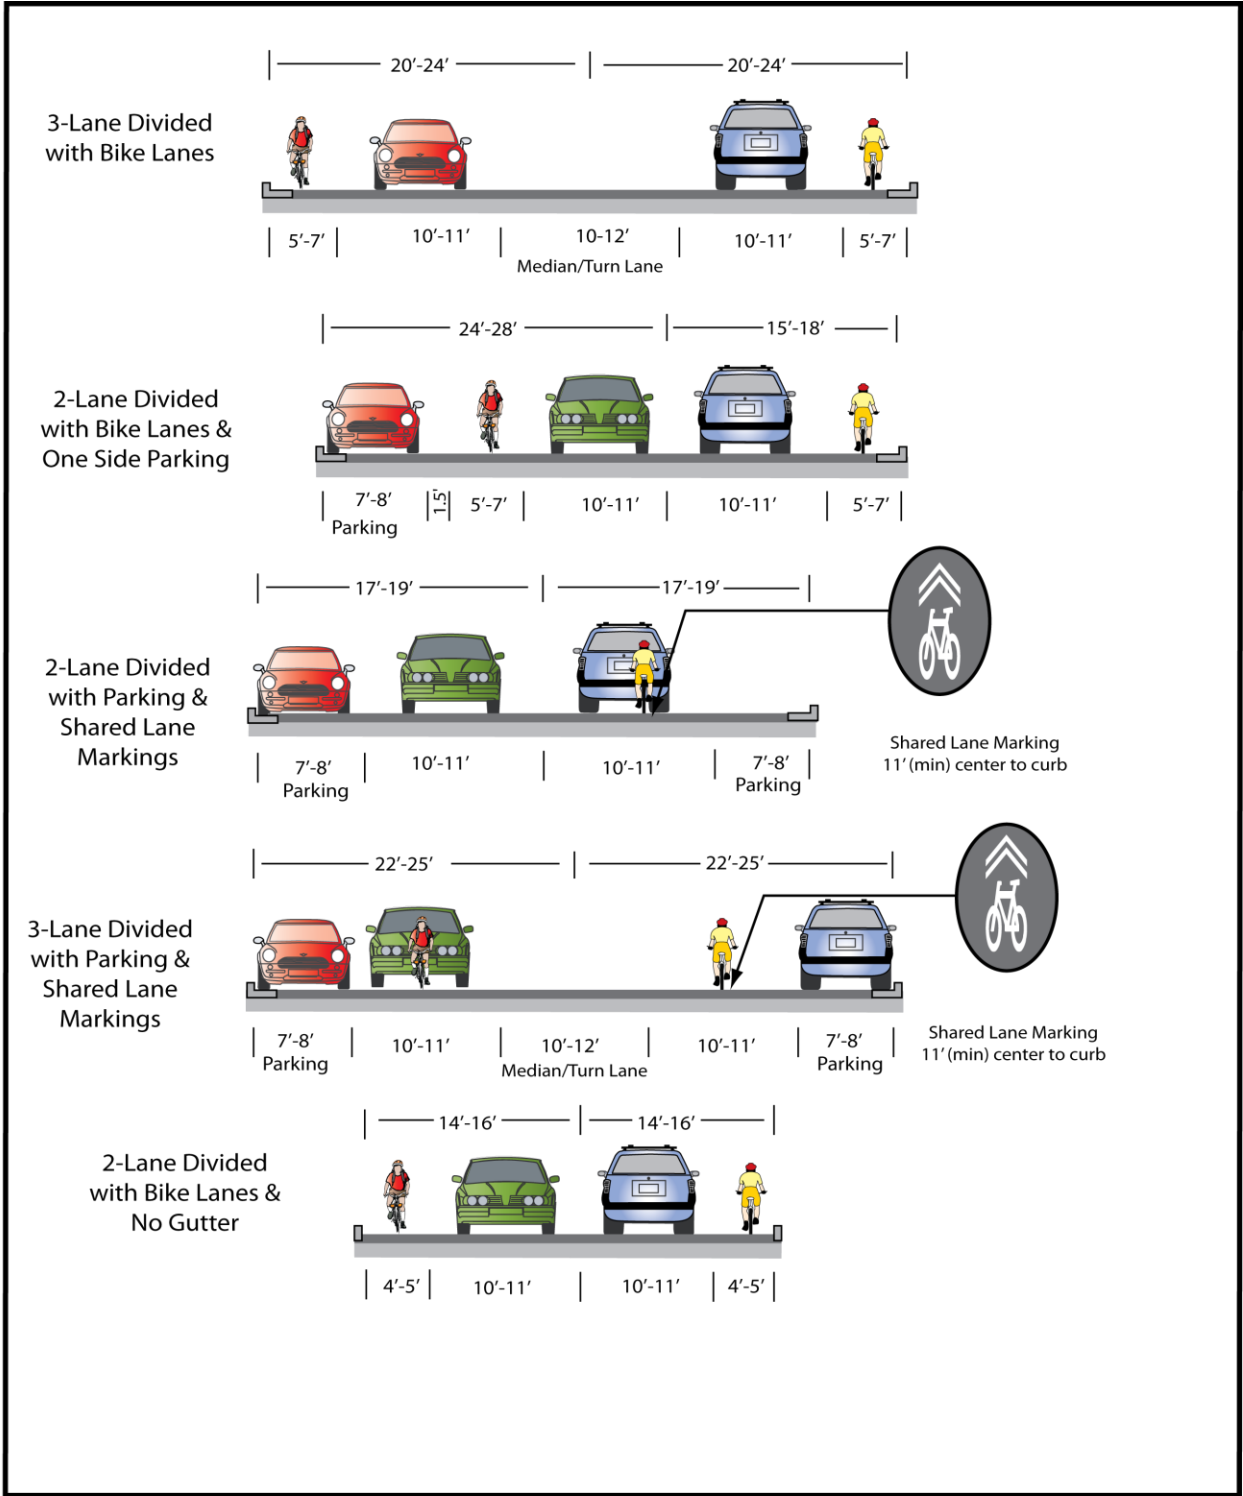 20’-24’ 20’-24’
3-Lane Divided
with Bike Lanes
5’-7’ 10’-11’ 10-12’ 10’-11’ 5’-7’
Median/Turn Lane
24’-28’ 15’-18’
2-Lane Divided
with Bike Lanes &
One Side Parking
7’-8’ 1.5’ 5’-7’ 10’-11’ 10’-11’ 5’-7’
Parking
17’-19’ 17’-19’
2-Lane Divided
with Parking &
Shared Lane
Markings
Shared Lane Marking
11’ (min) center to curb
7’-8’ 10’-11’ 10’-11’ 7’-8’
Parking Parking
22’-25’ 22’-25’
3-Lane Divided
with Parking &
Shared Lane
Markings
7’-8’ 10’-11’ 10’-12’ 10’-11’ 7’-8’
Parking Median/Turn Lane Parking
Shared Lane Marking
11’ (min) center to curb
14’-16’ 14’-16’
2-Lane Divided
with Bike Lanes &
No Gutter
4’-5’ 10’-11’ 10’-11’ 4’-5’